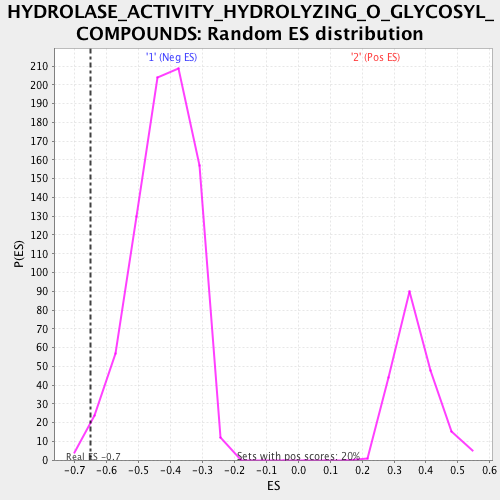 HYDROLASE_ACTIVITY_HYDROLYZING_O_GLYCOSYL_
COMPOUNDS: Random ES distribution
'1' (Neg ES)
'2' (Pos ES)
210
200
190
180
170
160
150
140
130
120
110
100
90
80
70
60
50
40
30
20
10
0
P(ES)
Real ES -0.7
Sets with pos scores: 20%
-0.7 -0.6 -0.5 -0.4 -0.3 -0.2 -0.1 0.0 0.1 0.2 0.3 0.4 0.5 0.6
ES